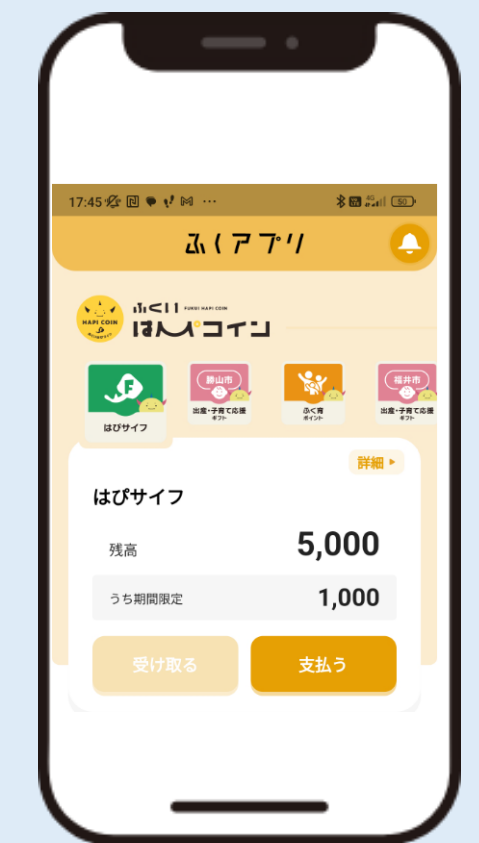 17:45
4G
50
ふくアプリ
HAPI COIN
ふくい FUKUI HAPI COIN
はぴコイン
はぴサイフ
勝山市
出産・子育て応援
ギフト
ふく育
ポイント
福井市
出産・子育て応援
ギフト
詳細
はぴサイフ
残高 5,000
うち期間限定 1,000
受け取る 支払う